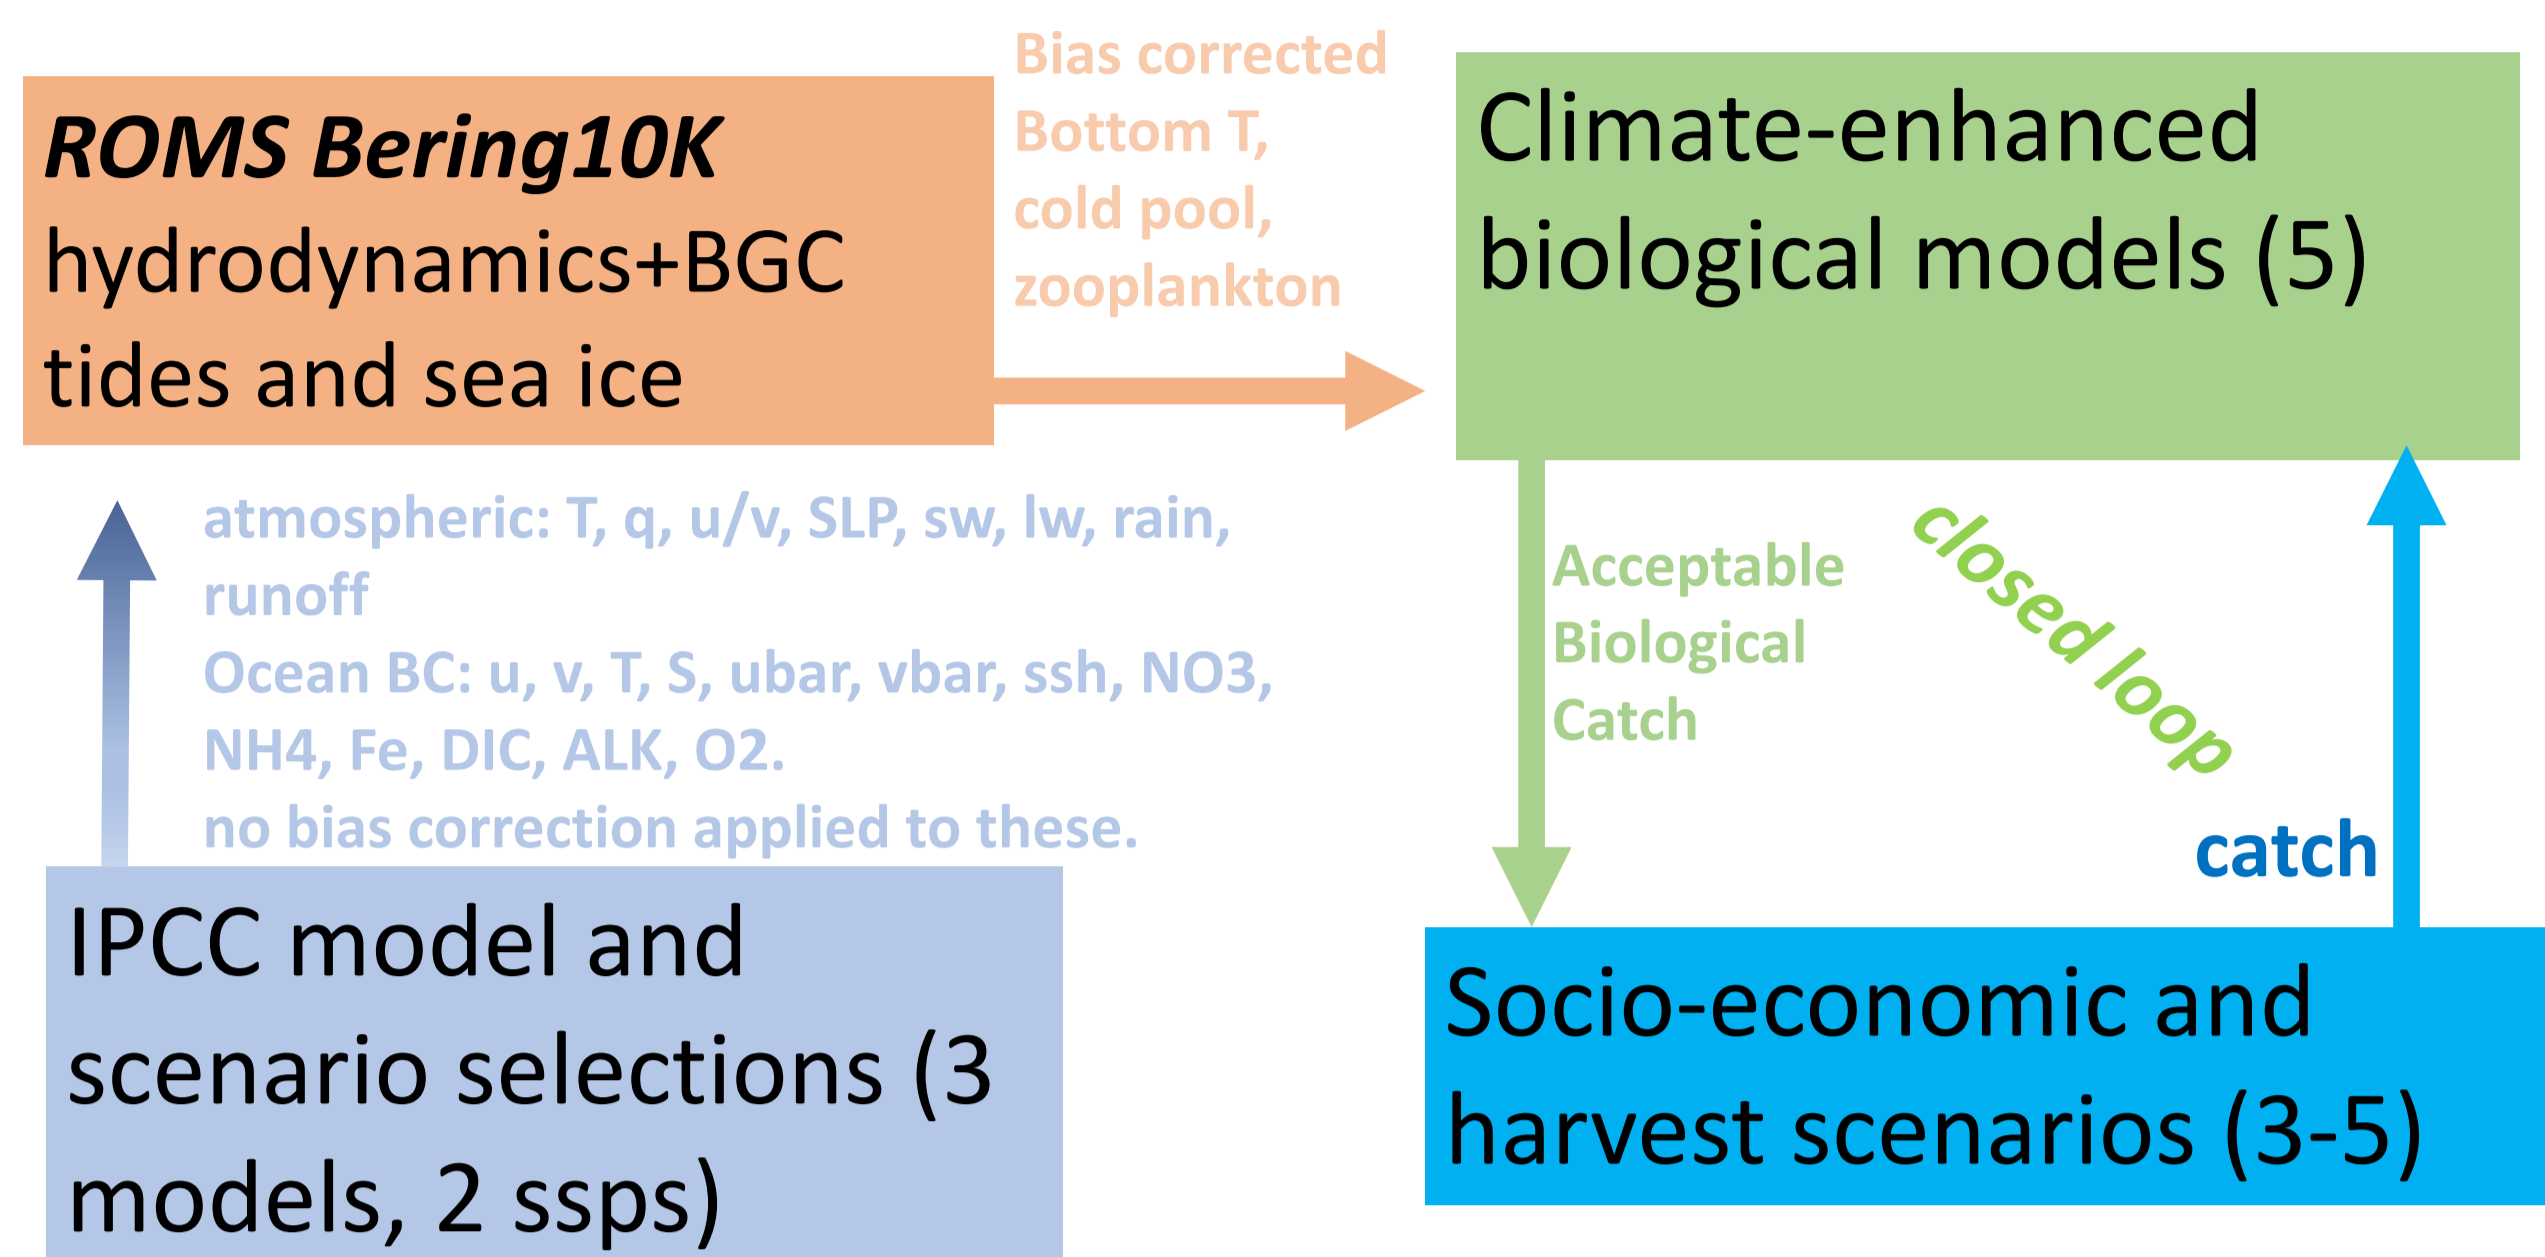 ROMS Bering10K
hydrodynamics+BGC
tides and sea ice
Bias corrected
Bottom T,
cold pool,
zooplankton
Climate-enhanced
biological models (5)
atmospheric: T, q, u/v, SLP, sw, lw, rain,
runoff
Ocean BC: u, v, T, S, ubar, vbar, ssh, NO3,
NH4, Fe, DIC, ALK, O2.
no bias correction applied to these.
Acceptable
Biological
Catch
closed loop
catch
IPCC model and
scenario selections (3
models, 2 ssps)
Socio-economic and
harvest scenarios (3-5)